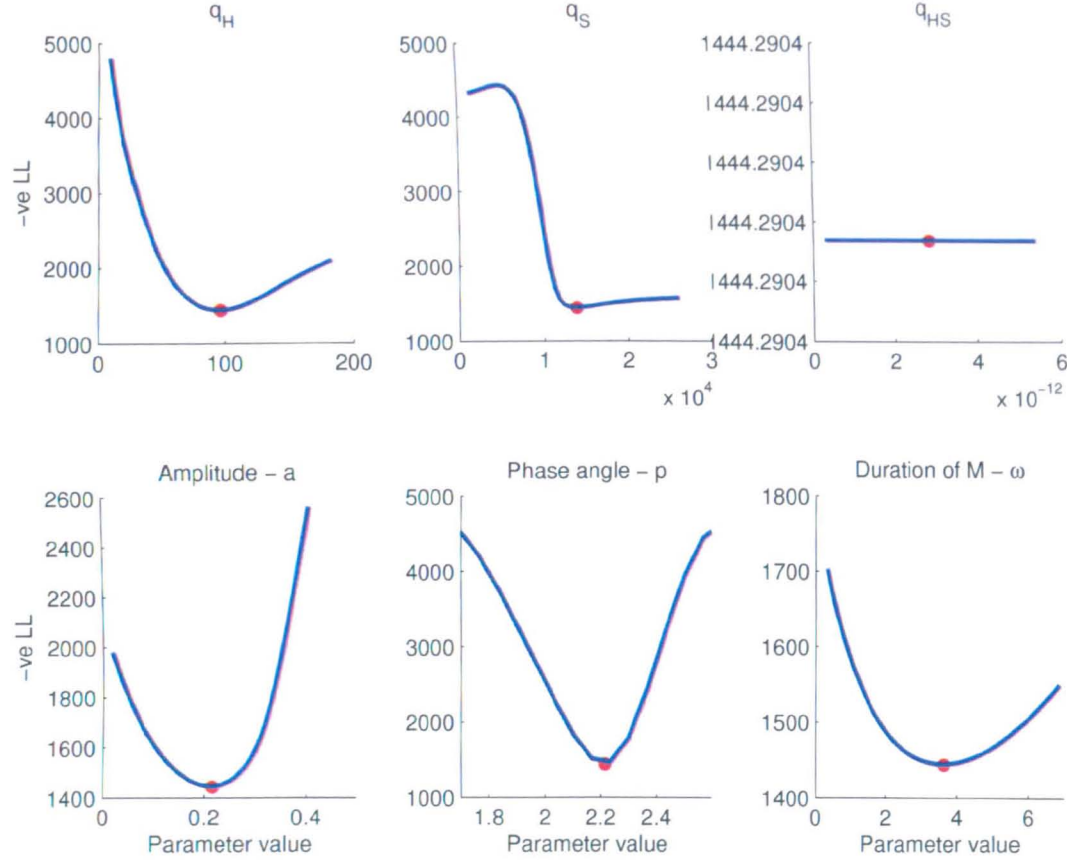 q_H q_S q_HS
5000 5000 1444.2904
4000 4000 1444.2904
1444.2904
−ve LL
3000 3000 1444.2904
2000 2000 1444.2904
1000 1000 1444.2904
0 100 200 0 1 2 3 0 2 4 6
x 10^4 x 10^−12
Amplitude − a Phase angle − p Duration of M − ω
2600 5000 1800
2400
2200 4000 1700
2000
−ve LL
3000 1600
1800
1600 2000 1500
1400 1000 1400
0 0.2 0.4 1.8 2 2.2 2.4 0 2 4 6
Parameter value Parameter value Parameter value